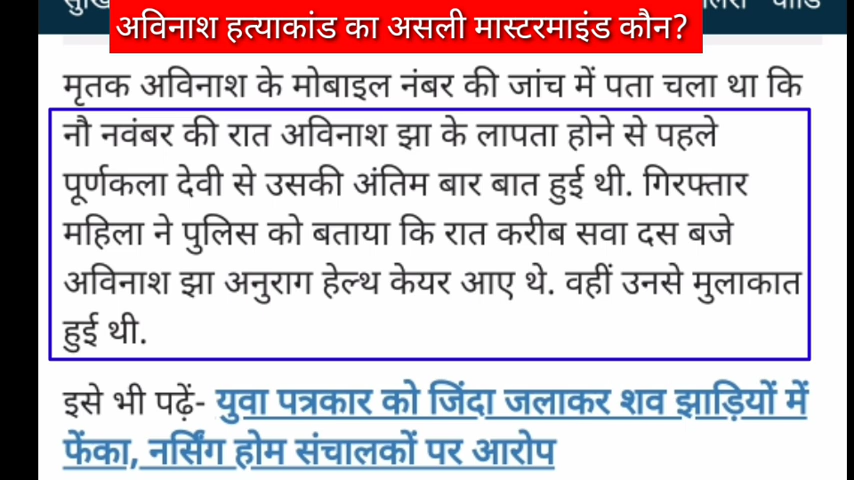 अविनाश हत्याकांड का असली मास्टरमाइंड कौन?
मृतक अविनाश के मोबाइल नंबर की जांच में पता चला था कि
नौ नवंबर की रात अविनाश झा के लापता होने से पहले
पूर्णकला देवी से उसकी अंतिम बार बात हुई थी. गिरफ्तार
महिला ने पुलिस को बताया कि रात करीब सवा दस बजे
अविनाश झा अनुराग हेल्थ केयर आए थे. वहीं उनसे मुलाकात
हुई थी.
इसे भी पढ़ें- युवा पत्रकार को जिंदा जलाकर शव झाड़ियों में
फेंका, नर्सिंग होम संचालकों पर आरोप